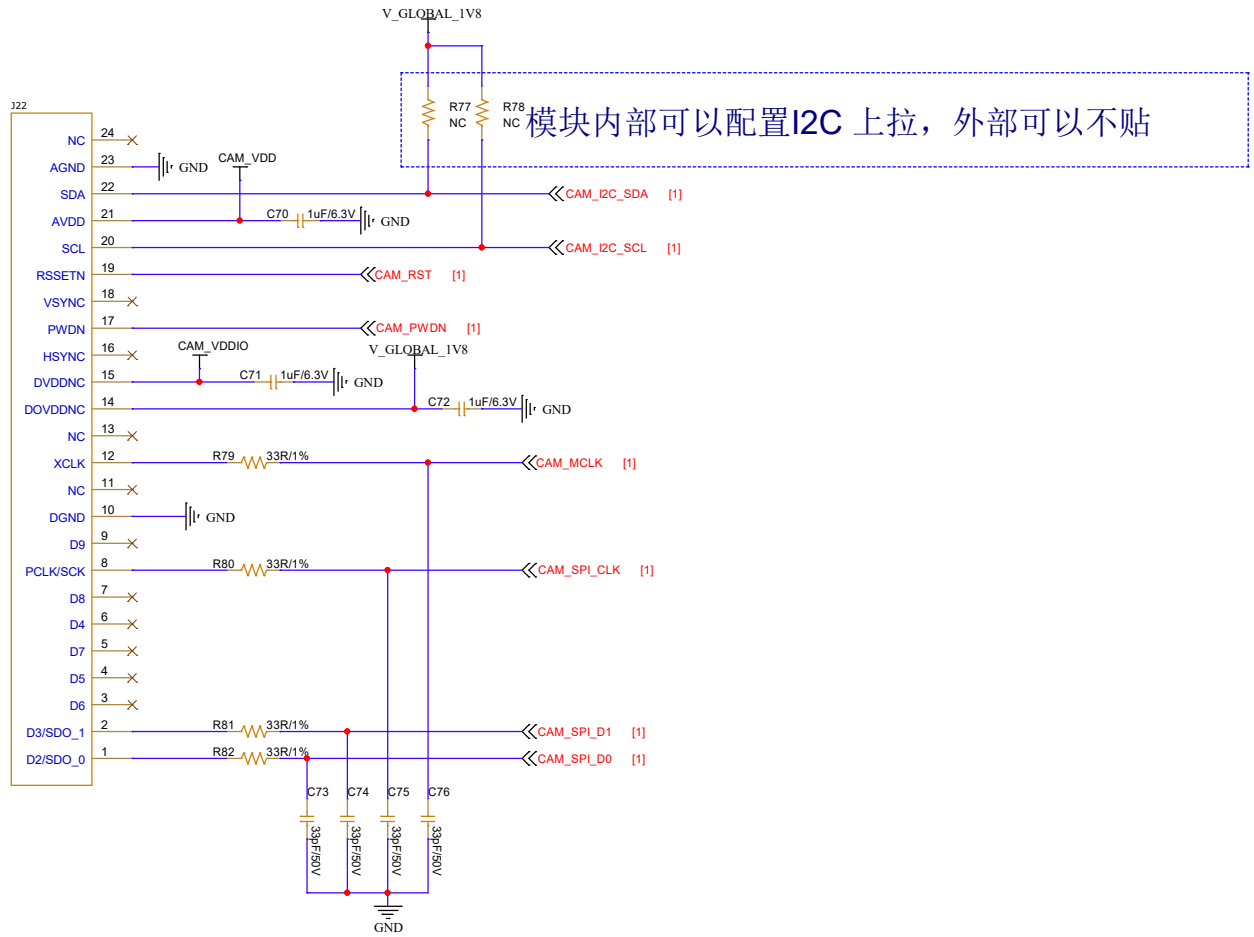 V_GLOBAL_1V8
J22
R77 R78
NC NC
模块内部可以配置I2C 上拉，外部可以不贴
NC 24
AGND 23 GND CAM_VDD
SDA 22 CAM_I2C_SDA [1]
AVDD 21 C70 1uF/6.3V GND
SCL 20 CAM_I2C_SCL [1]
RSSETN 19 CAM_RST [1]
VSYNC 18
PWDN 17 CAM_PWDN [1]
HSYNC 16 CAM_VDDIO V_GLOBAL_1V8
DVDDNC 15 C71 1uF/6.3V GND
DOVDDNC 14 C72 1uF/6.3V GND
NC 13
XCLK 12 R79 33R/1% CAM_MCLK [1]
NC 11
DGND 10 GND
D9 9
PCLK/SCK 8 R80 33R/1% CAM_SPI_CLK [1]
D8 7
D4 6
D7 5
D5 4
D6 3
D3/SDO_1 2 R81 33R/1% CAM_SPI_D1 [1]
D2/SDO_0 1 R82 33R/1% CAM_SPI_D0 [1]
C73 C74 C75 C76
33pF/50V 33pF/50V 33pF/50V 33pF/50V
GND